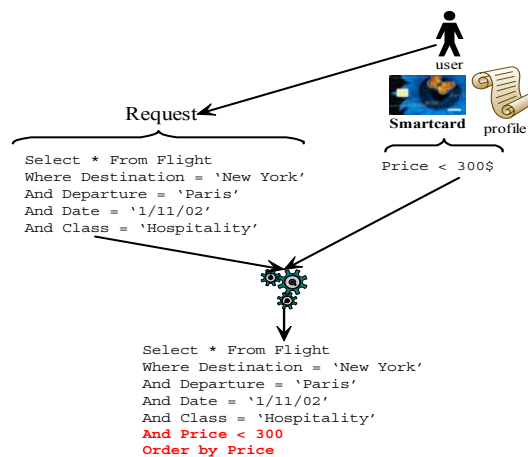 user
Request
Smartcard
profile
Select * From Flight
Where Destination = ‘New York’
And Departure = ‘Paris’
And Date = ‘1/11/02’
And Class = ‘Hospitality’
Price < 300$
Select * From Flight
Where Destination = ‘New York’
And Departure = ‘Paris’
And Date = ‘1/11/02’
And Class = ‘Hospitality’
And Price < 300
Order by Price